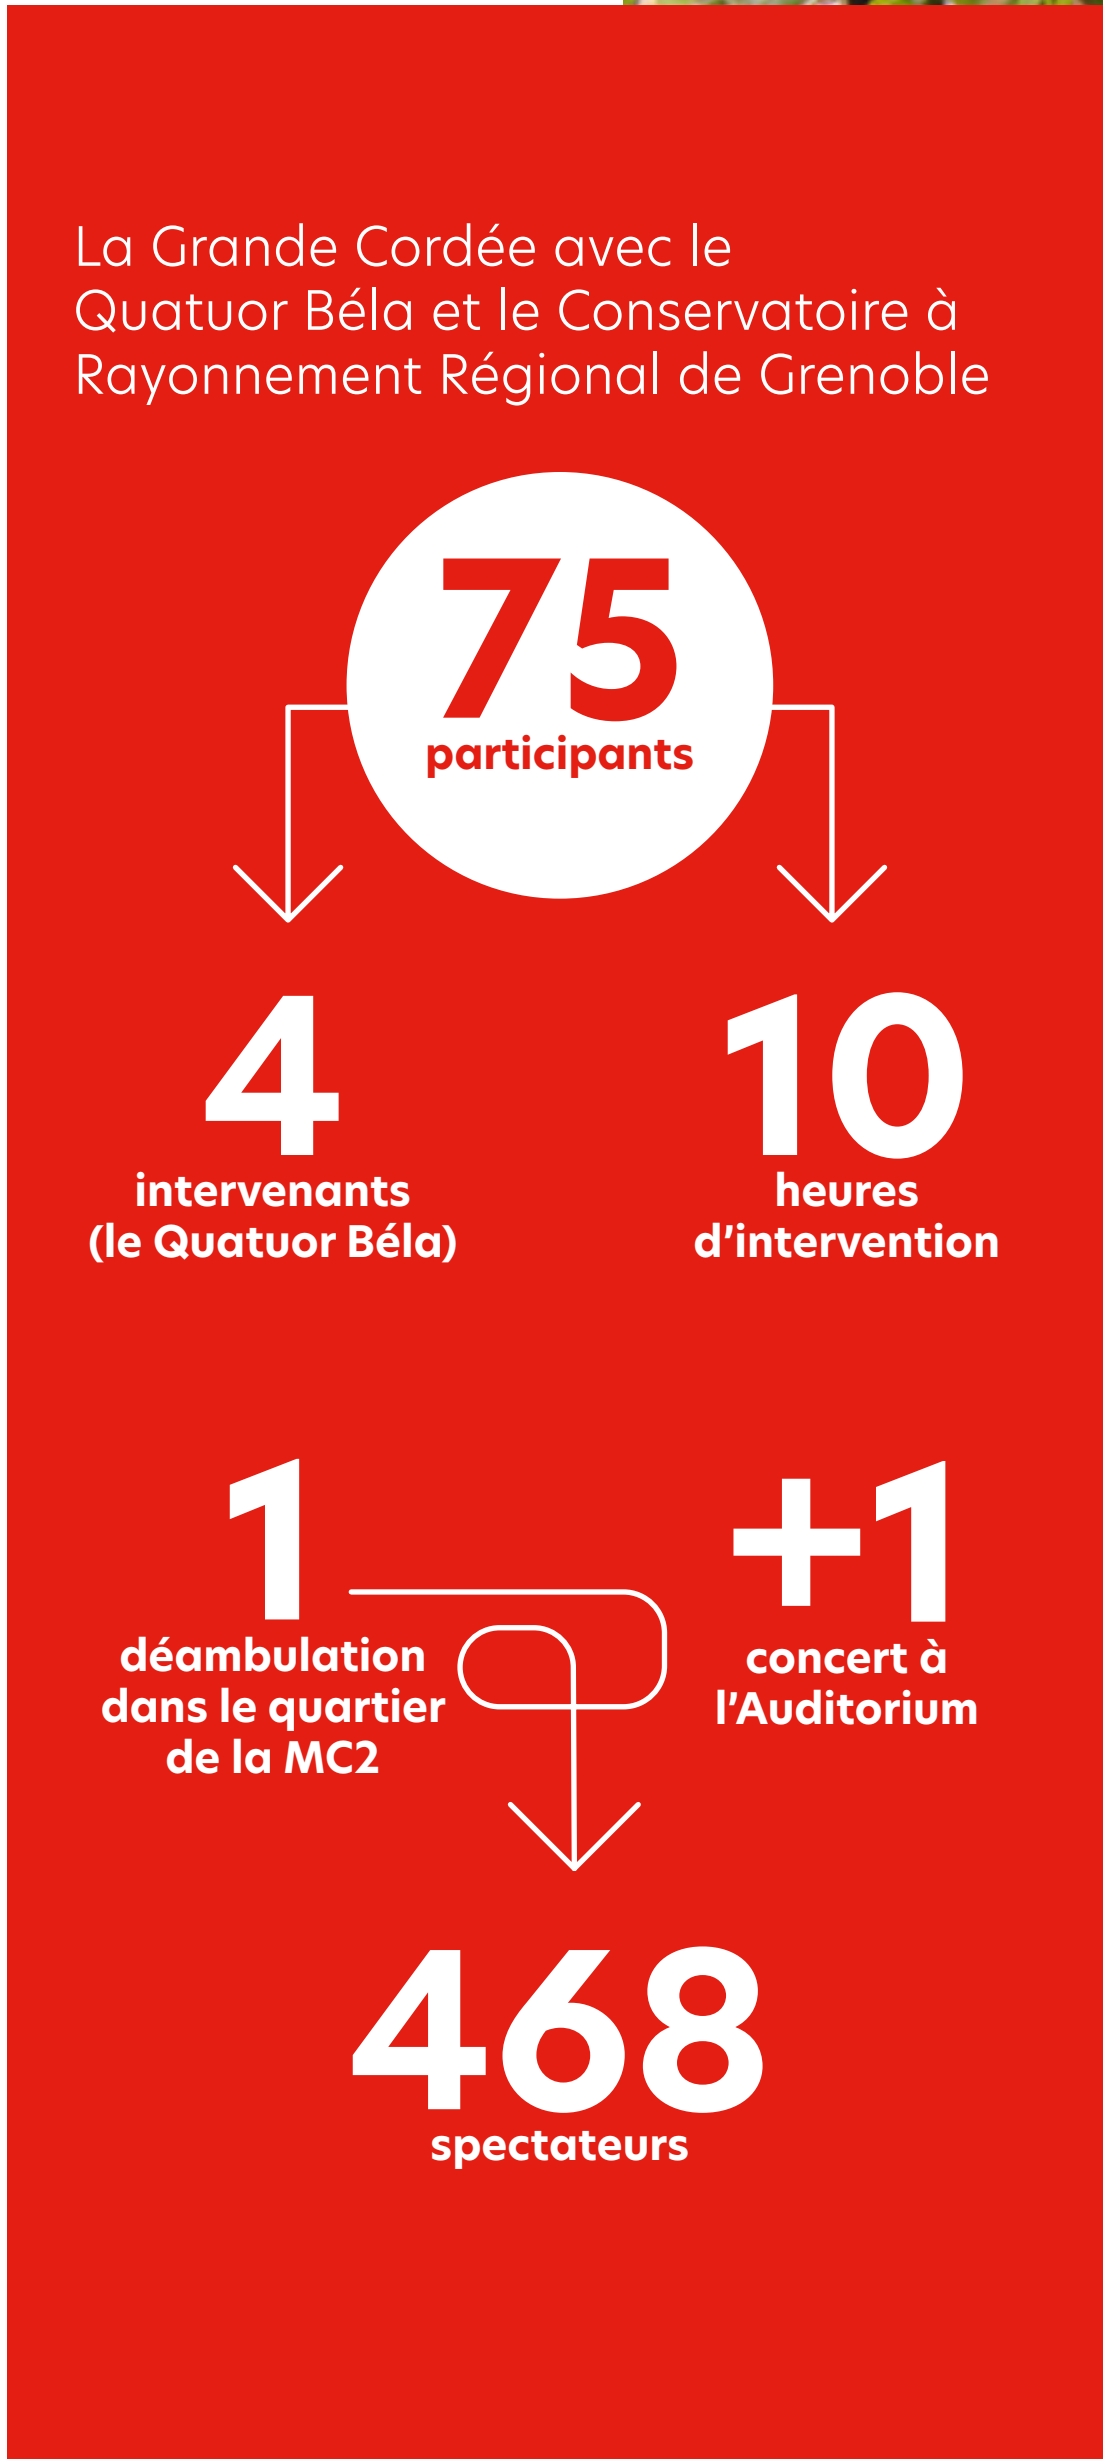 La Grande Cordée avec le
Quatuor Béla et le Conservatoire à
Rayonnement Régional de Grenoble
75
participants
4
intervenants
(le Quatuor Béla)
10
heures
d’intervention
1
déambulation
dans le quartier
de la MC2
+1
concert à
l’Auditorium
468
spectateurs